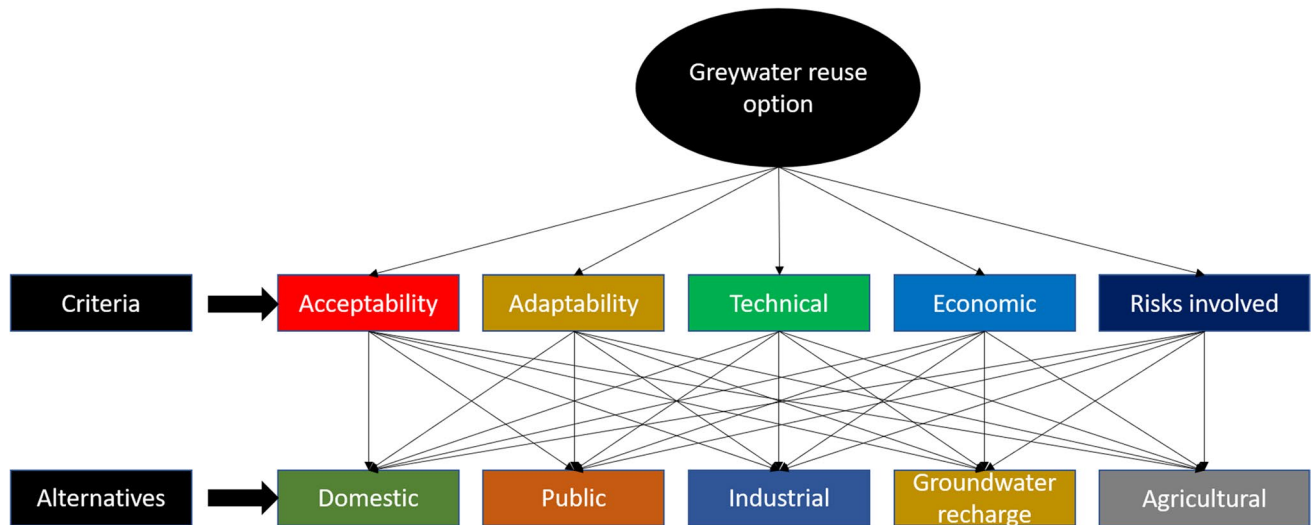 Greywater reuse
option
Criteria
Acceptability
Adaptability
Technical
Economic
Risks involved
Alternatives
Domestic
Public
Industrial
Groundwater
recharge
Agricultural